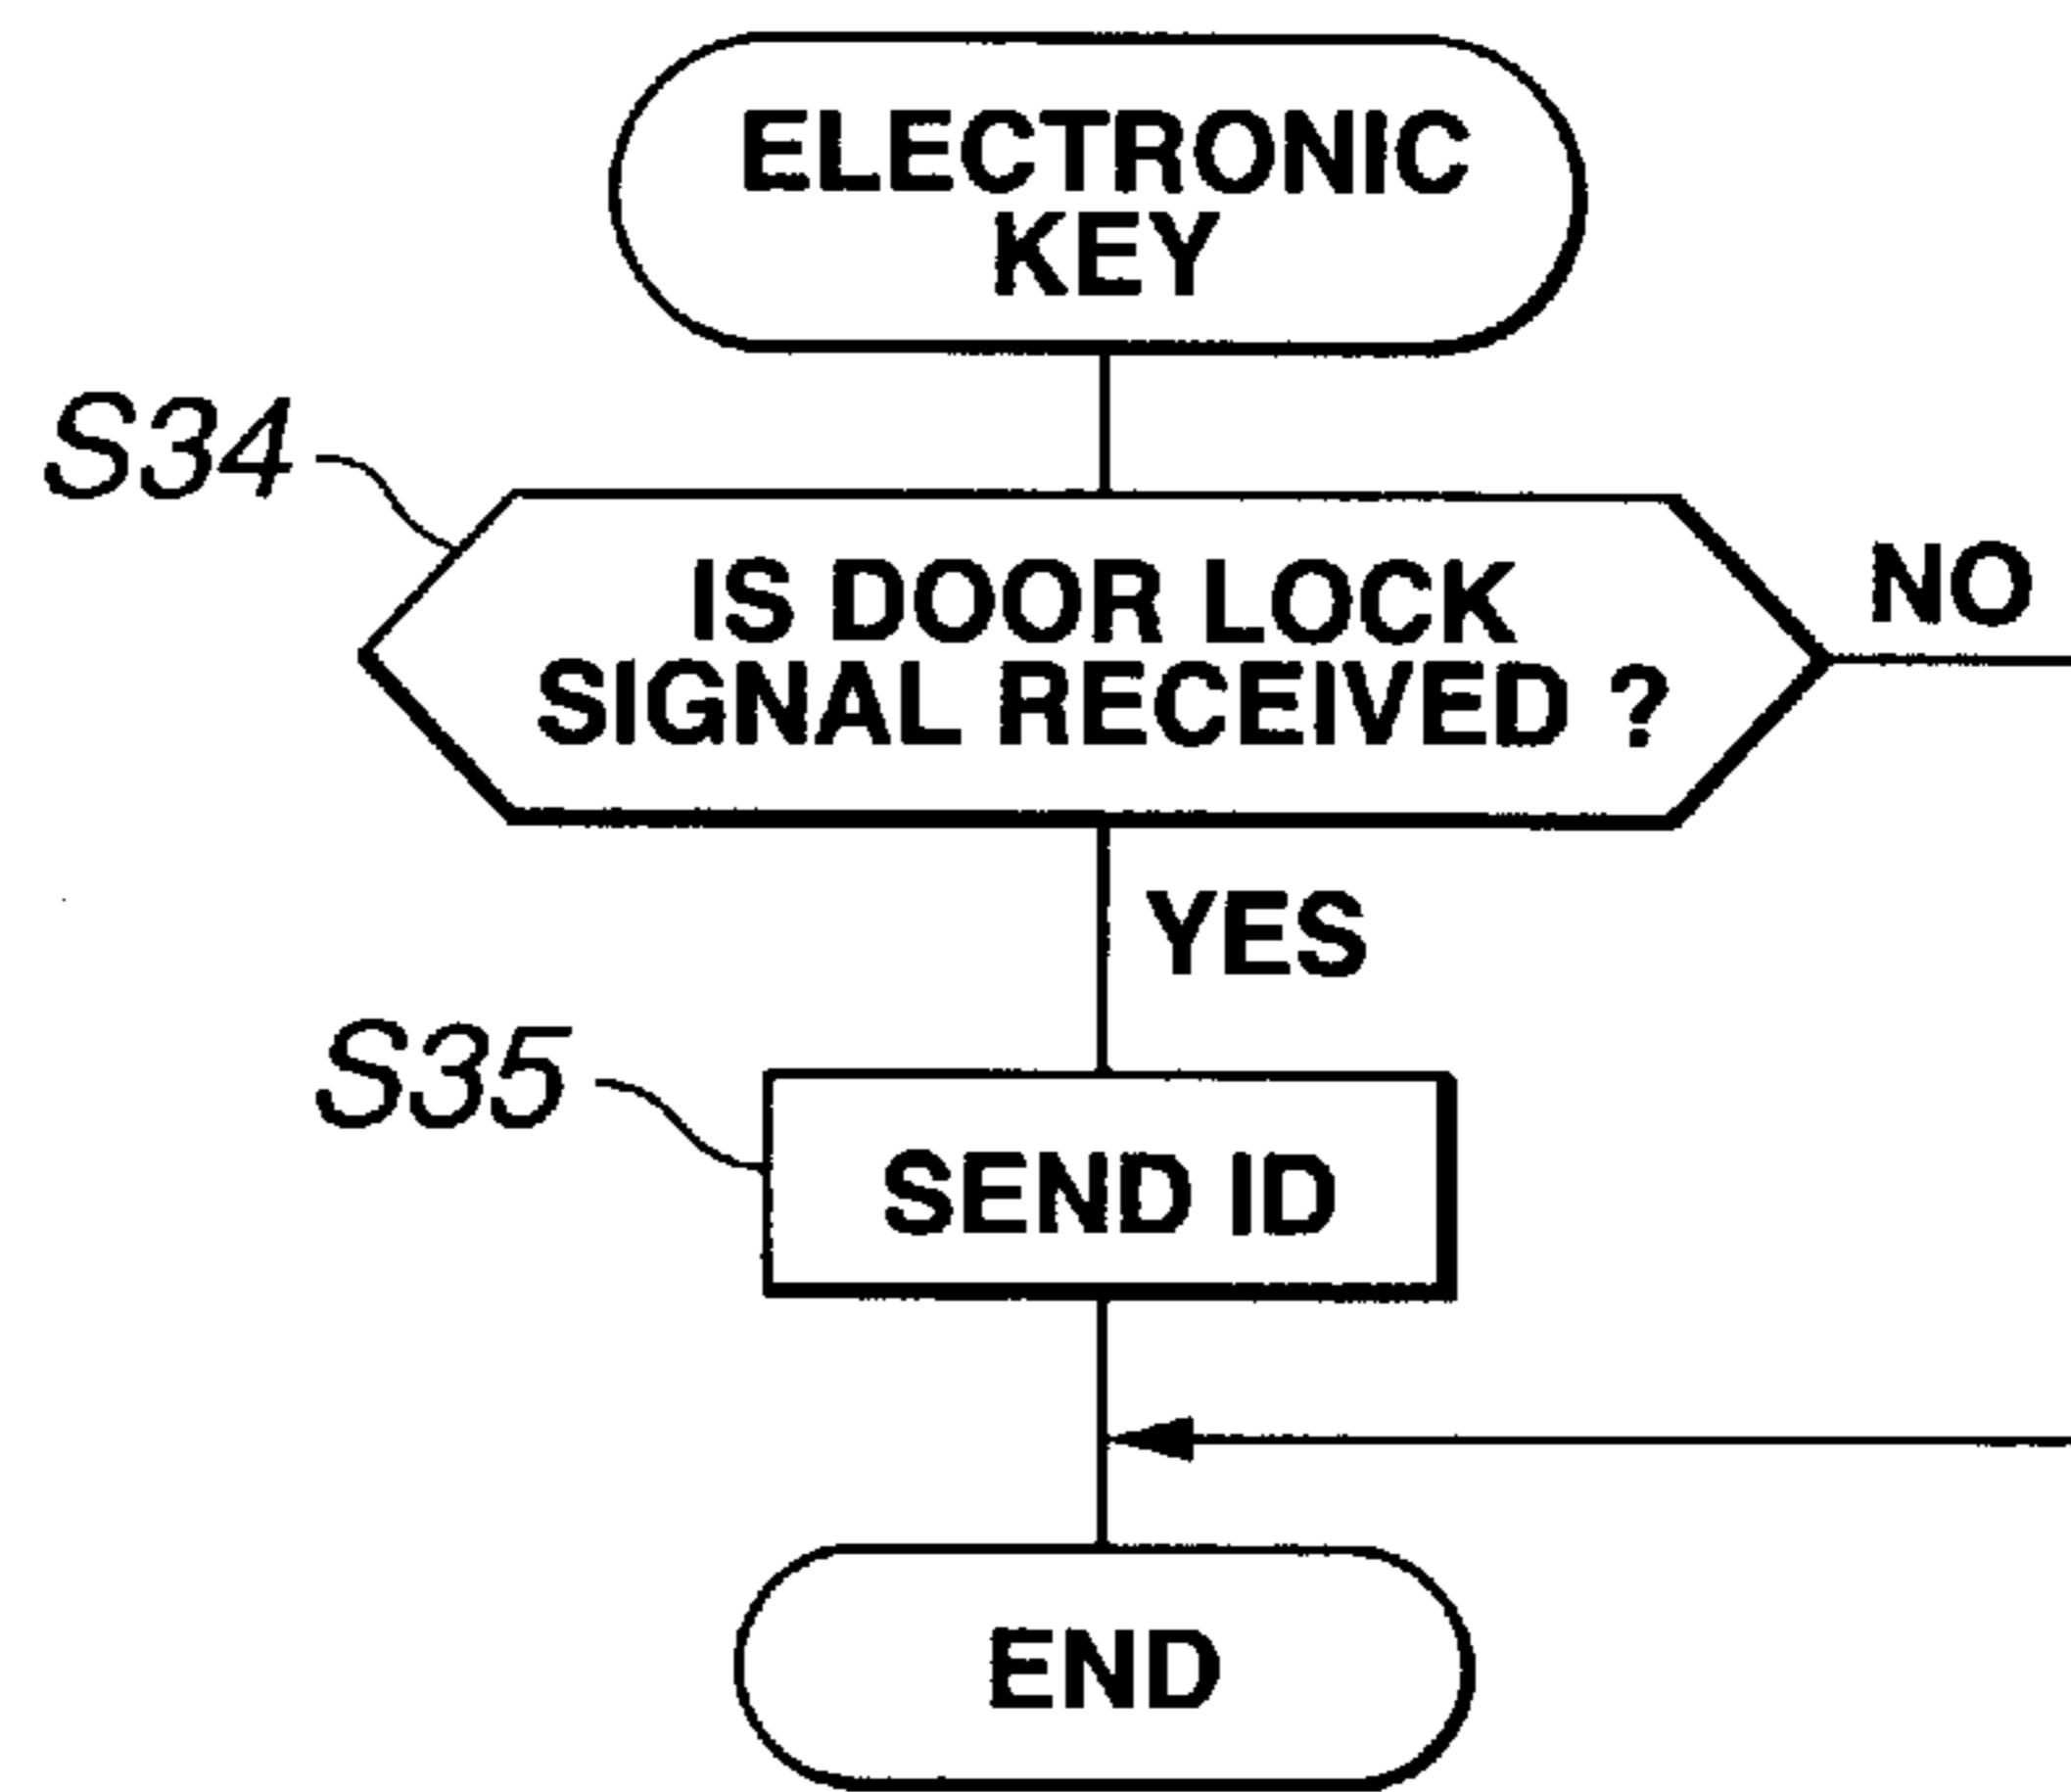 ELECTRONIC
KEY
S34
IS DOOR LOCK
SIGNAL RECEIVED ?
NO
YES
S35
SEND ID
END